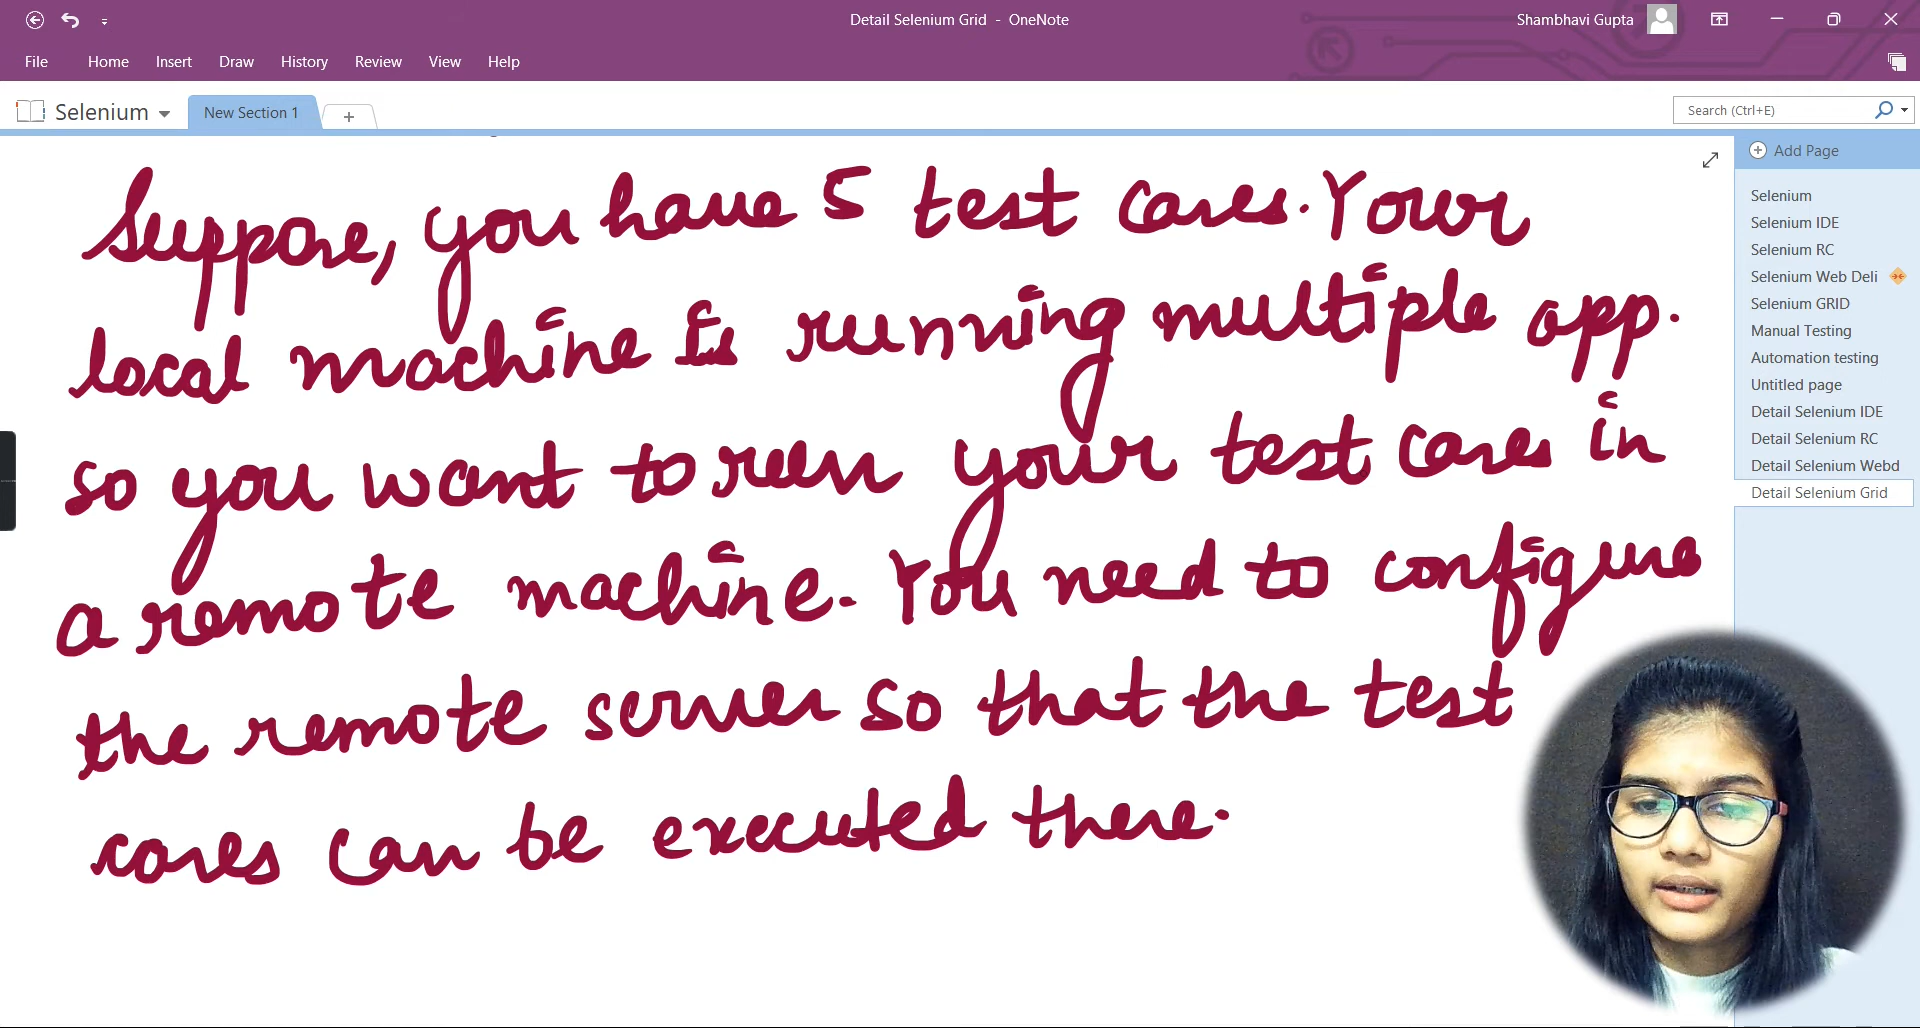 Detail Selenium Grid - OneNote
Shambhavi Gupta
File Home Insert Draw History Review View Help
Selenium
New Section 1
+
Search (Ctrl+E)
Add Page
Selenium
Selenium IDE
Selenium RC
Selenium Web Deli
Selenium GRID
Manual Testing
Automation testing
Untitled page
Detail Selenium IDE
Detail Selenium RC
Detail Selenium Webd
Detail Selenium Grid
Suppose, you have 5 test cases. Your
local machine is running multiple app.
so you want to run your test cases in
a remote machine. You need to configure
the remote server so that the test
cases can be executed there.